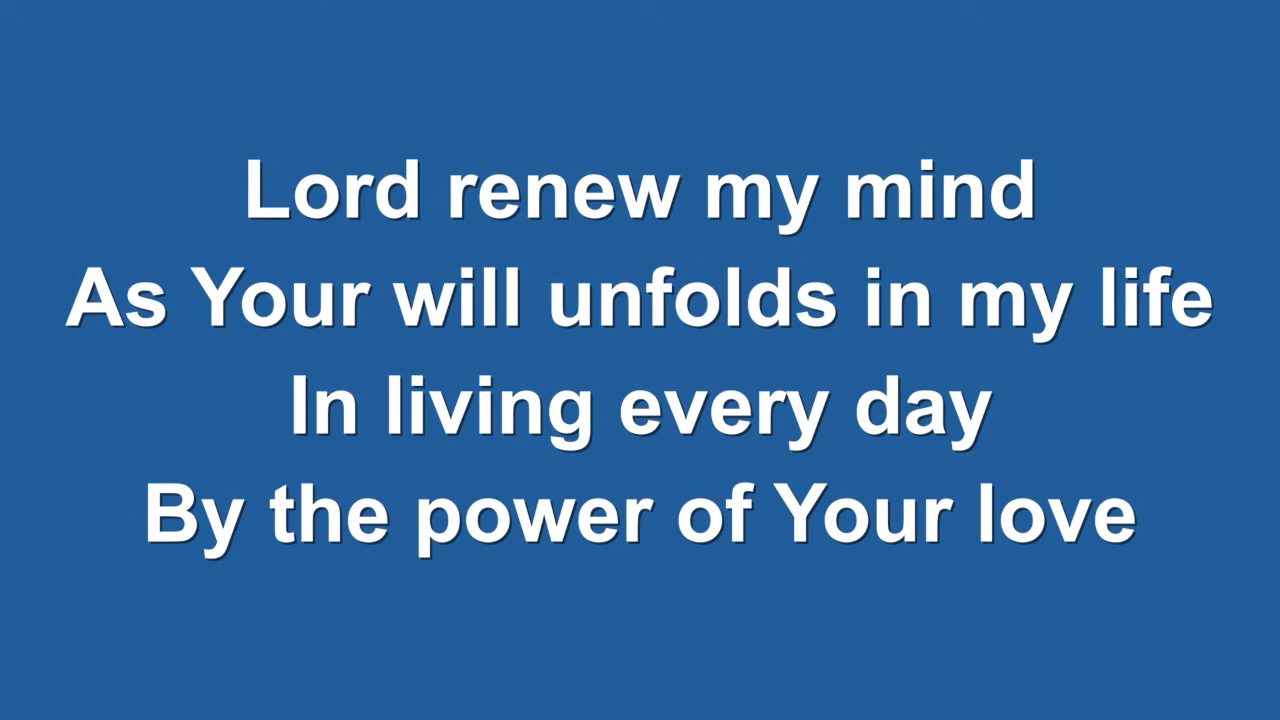 Lord renew my mind
As Your will unfolds in my life
In living every day
By the power of Your love